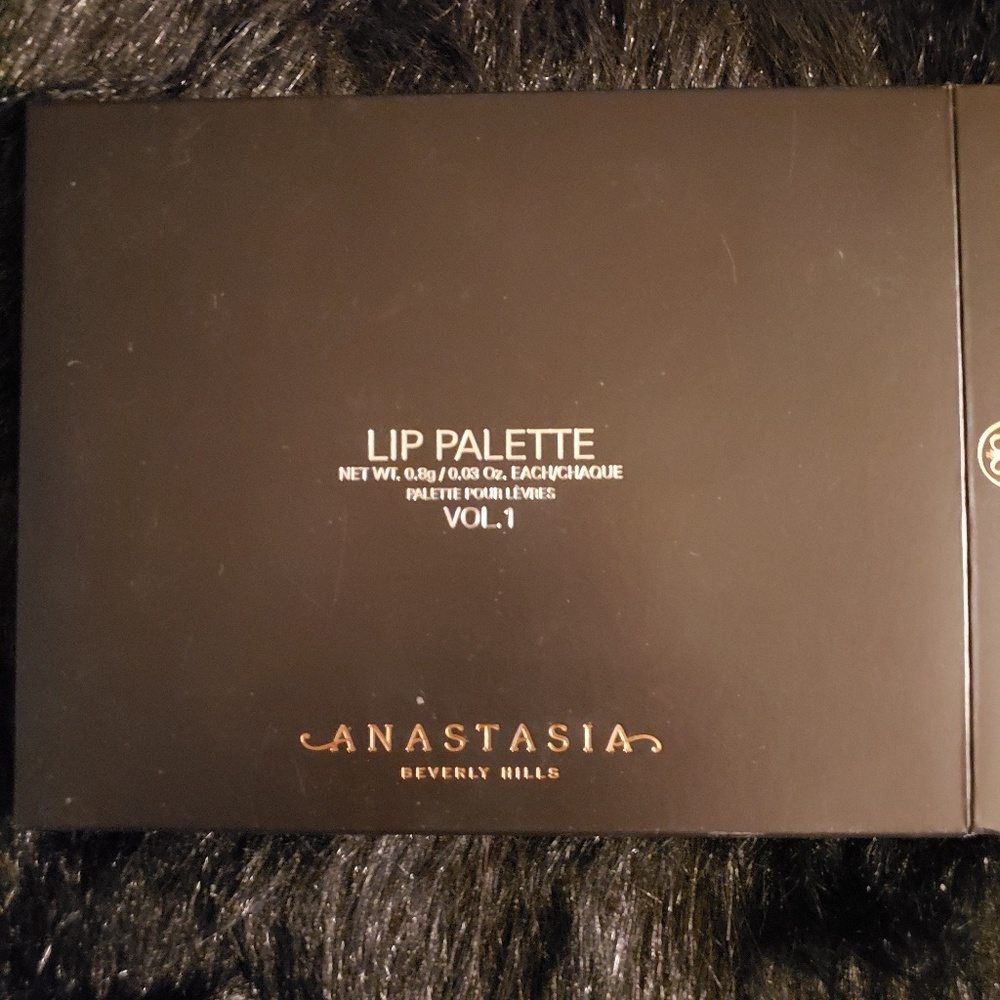 LIP PALETTE
NET WT. 0.8g / 0.03 Oz. EACH/CHAQUE
PALETTE POUR LÈVRES
VOL.1
ANASTASIA
BEVERLY HILLS